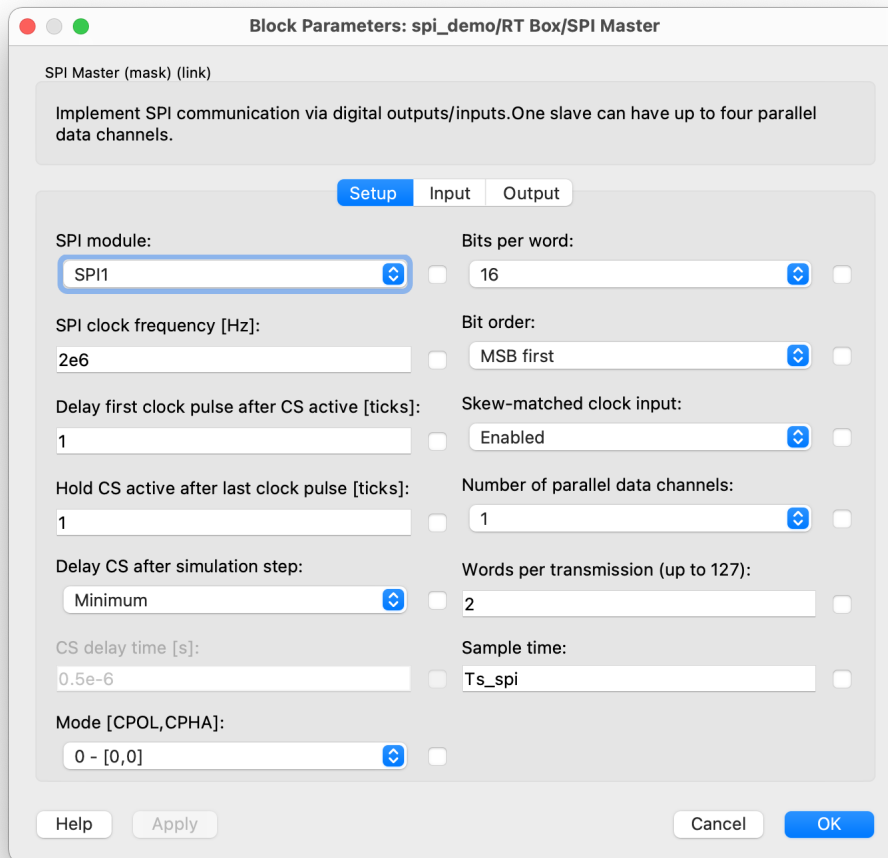 Block Parameters: spi_demo/RT Box/SPI Master
SPI Master (mask) (link)
Implement SPI communication via digital outputs/inputs.One slave can have up to four parallel
data channels.
Setup
Input
Output
SPI module:
SPI1
SPI clock frequency [Hz]:
2e6
Delay first clock pulse after CS active [ticks]:
1
Hold CS active after last clock pulse [ticks]:
1
Delay CS after simulation step:
Minimum
CS delay time [s]:
0.5e-6
Mode [CPOL,CPHA]:
0 - [0,0]
Bits per word:
16
Bit order:
MSB first
Skew-matched clock input:
Enabled
Number of parallel data channels:
1
Words per transmission (up to 127):
2
Sample time:
Ts_spi
Help
Apply
Cancel
OK